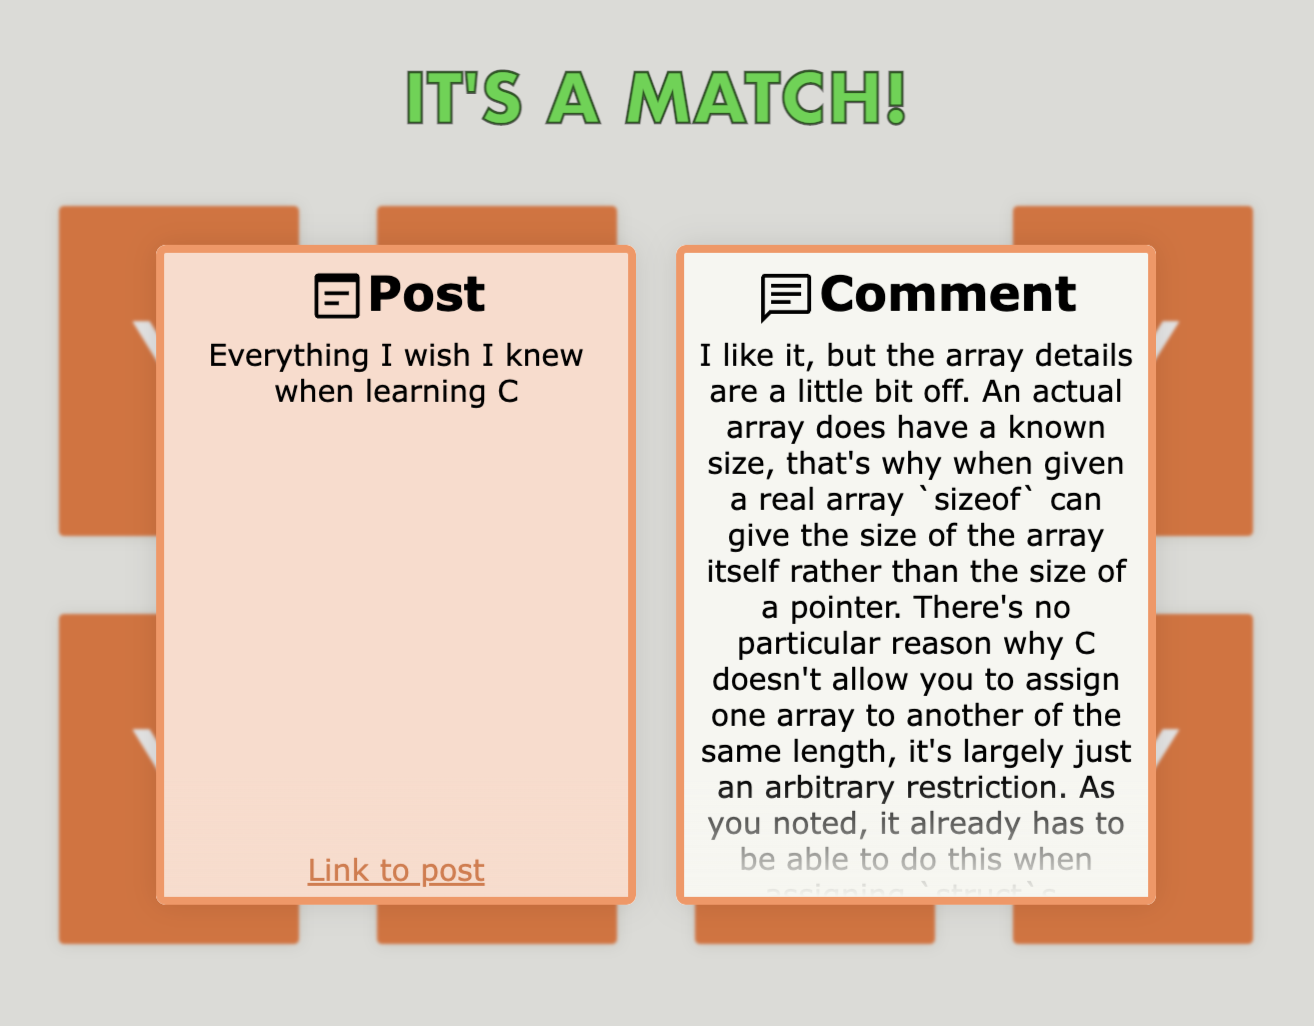 IT'S A MATCH!
Post
Everything I wish I knew
when learning C
Link to post
Comment
I like it, but the array details
are a little bit off. An actual
array does have a known
size, that's why when given
a real array `sizeof` can
give the size of the array
itself rather than the size of
a pointer. There's no
particular reason why C
doesn't allow you to assign
one array to another of the
same length, it's largely just
an arbitrary restriction. As
you noted, it already has to
be able to do this when
assigning `struct`s.